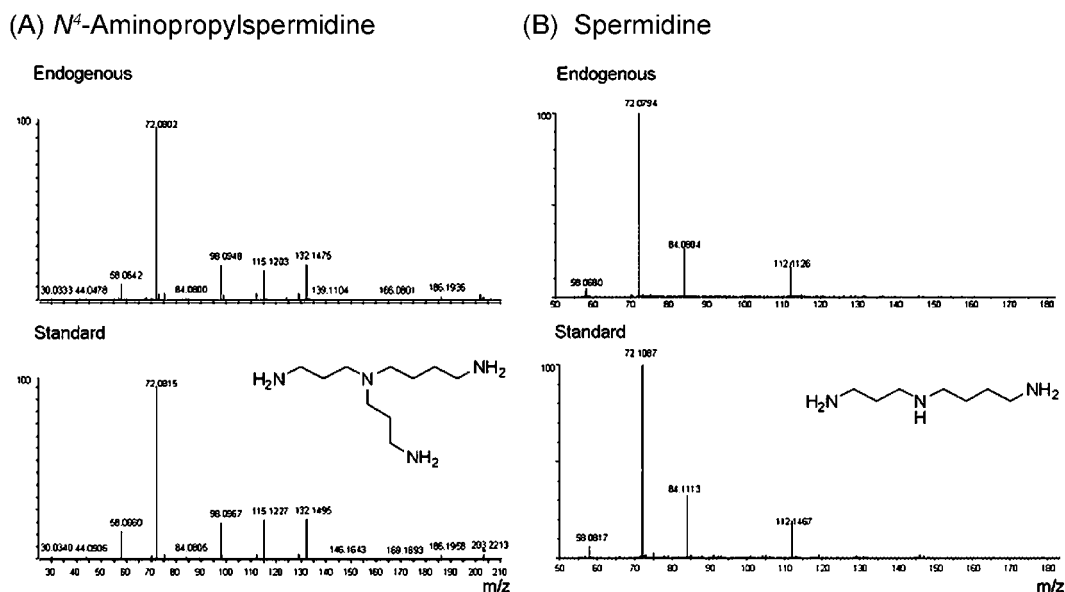 (A) N4-Aminopropylspermidine
Endogenous
100
72.0802
98.0948
115.1203
132.1475
58.0642
30.0333 44.0478
84.0800
139.1104
166.0801
186.1936
Standard
100
72.0815
H2N
N
NH2
NH2
98.0967
115.1227
132.1495
58.0660
30.0340 44.0906
84.0805
146.1643
169.1693
186.1958
203.2213
30 40 50 60 70 80 90 100 110 120 130 140 150 160 170 180 190 200 210
m/z
(B) Spermidine
Endogenous
100
72.0794
84.0804
112.1126
58.0680
50 60 70 80 90 100 110 120 130 140 150 160 170 180
Standard
100
72.1087
H2N
N
H
NH2
84.1113
112.1467
58.0817
50 60 70 80 90 100 110 120 130 140 150 160 170 180
m/z